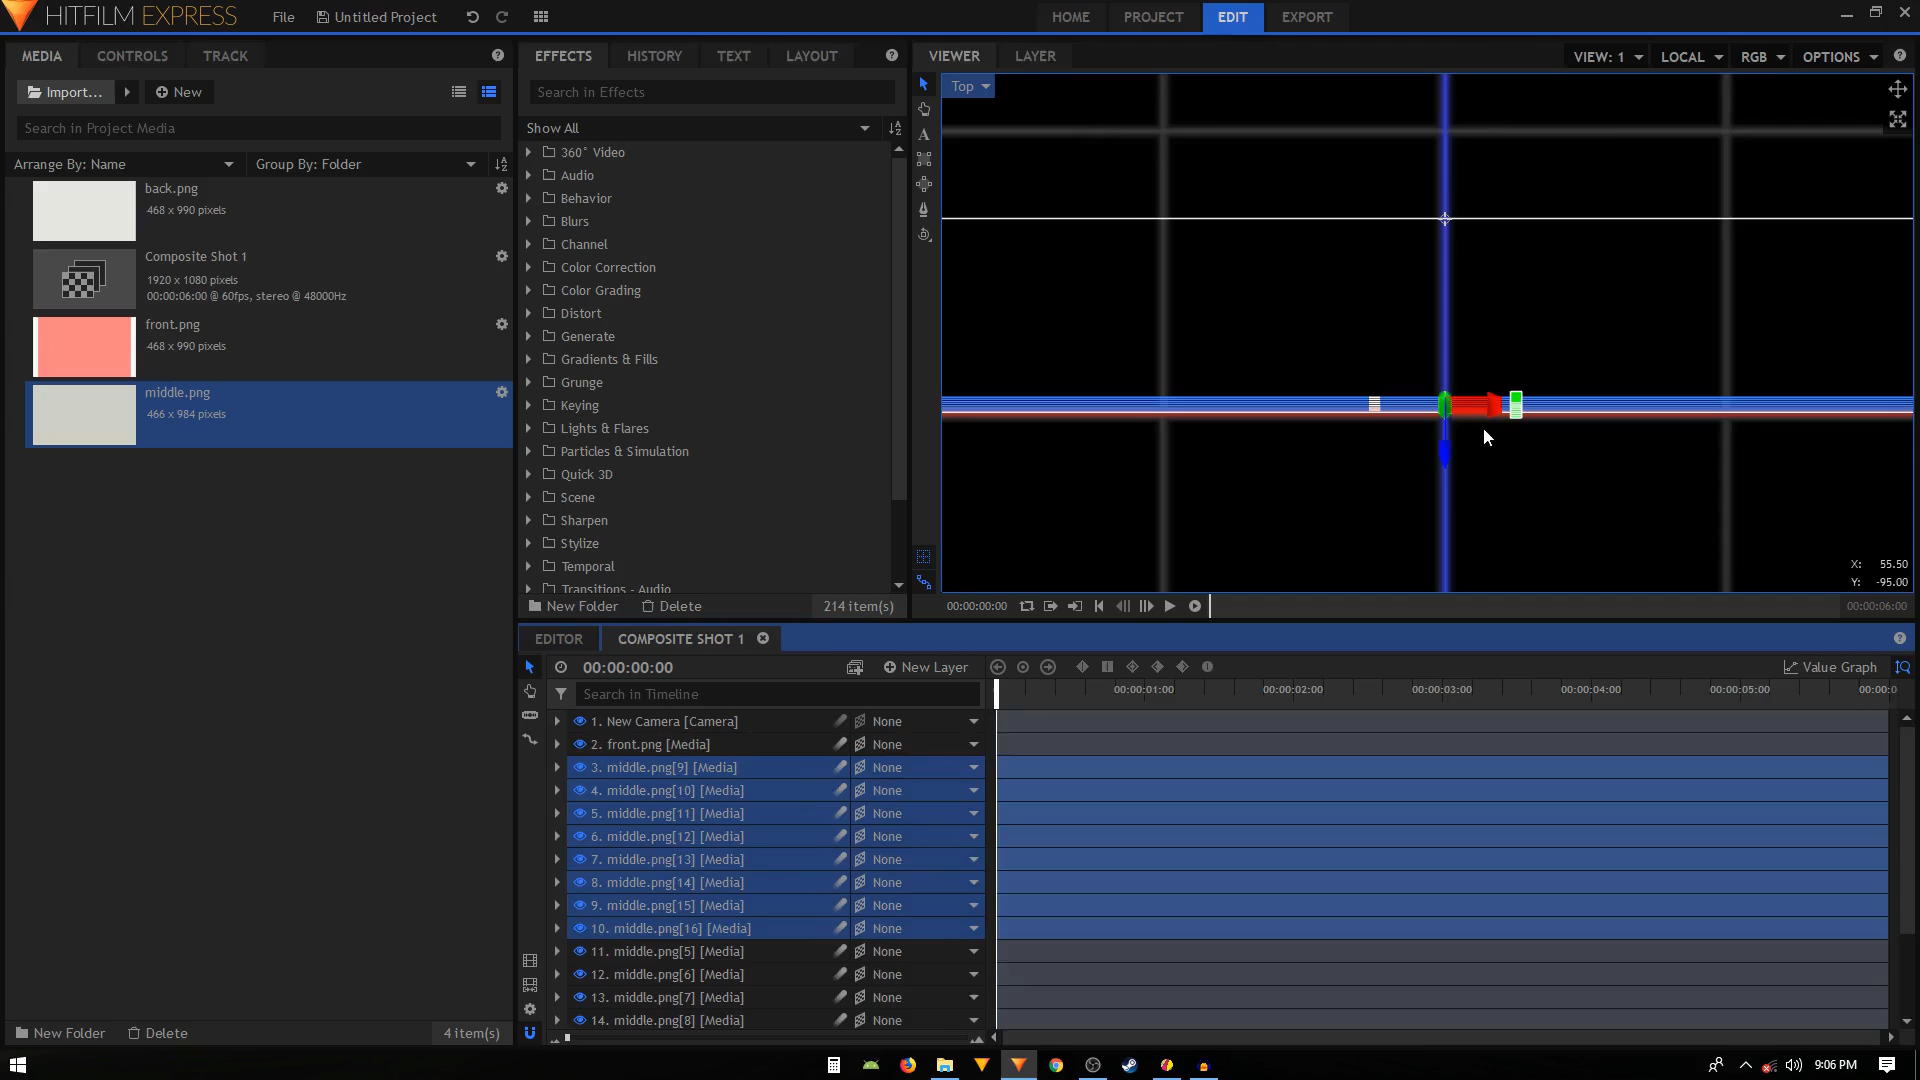 HITFILM EXPRESS
File
Untitled Project
HOME
PROJECT
EDIT
EXPORT
MEDIA
CONTROLS
TRACK
EFFECTS
HISTORY
TEXT
LAYOUT
VIEWER
LAYER
VIEW: 1
LOCAL
RGB
OPTIONS
Import...
New
Search in Project Media
Arrange By: Name
Group By: Folder
back.png
468 x 990 pixels
Composite Shot 1
1920 x 1080 pixels
00:00:06:00 @ 60fps, stereo @ 48000Hz
front.png
468 x 990 pixels
middle.png
466 x 984 pixels
New Folder
Delete
4 item(s)
Search in Effects
Show All
360° Video
Audio
Behavior
Blurs
Channel
Color Correction
Color Grading
Distort
Generate
Gradients & Fills
Grunge
Keying
Lights & Flares
Particles & Simulation
Quick 3D
Scene
Sharpen
Stylize
Temporal
Transitions - Audio
New Folder
Delete
214 item(s)
Top
X: 55.50
Y: -95.00
00:00:00:00
00:00:06:00
EDITOR
COMPOSITE SHOT 1
00:00:00:00
New Layer
Value Graph
Search in Timeline
00:00:01:00
00:00:02:00
00:00:03:00
00:00:04:00
00:00:05:00
00:00:0
1. New Camera [Camera] None
2. front.png [Media] None
3. middle.png[9] [Media] None
4. middle.png[10] [Media] None
5. middle.png[11] [Media] None
6. middle.png[12] [Media] None
7. middle.png[13] [Media] None
8. middle.png[14] [Media] None
9. middle.png[15] [Media] None
10. middle.png[16] [Media] None
11. middle.png[5] [Media] None
12. middle.png[6] [Media] None
13. middle.png[7] [Media] None
14. middle.png[8] [Media] None
9:06 PM